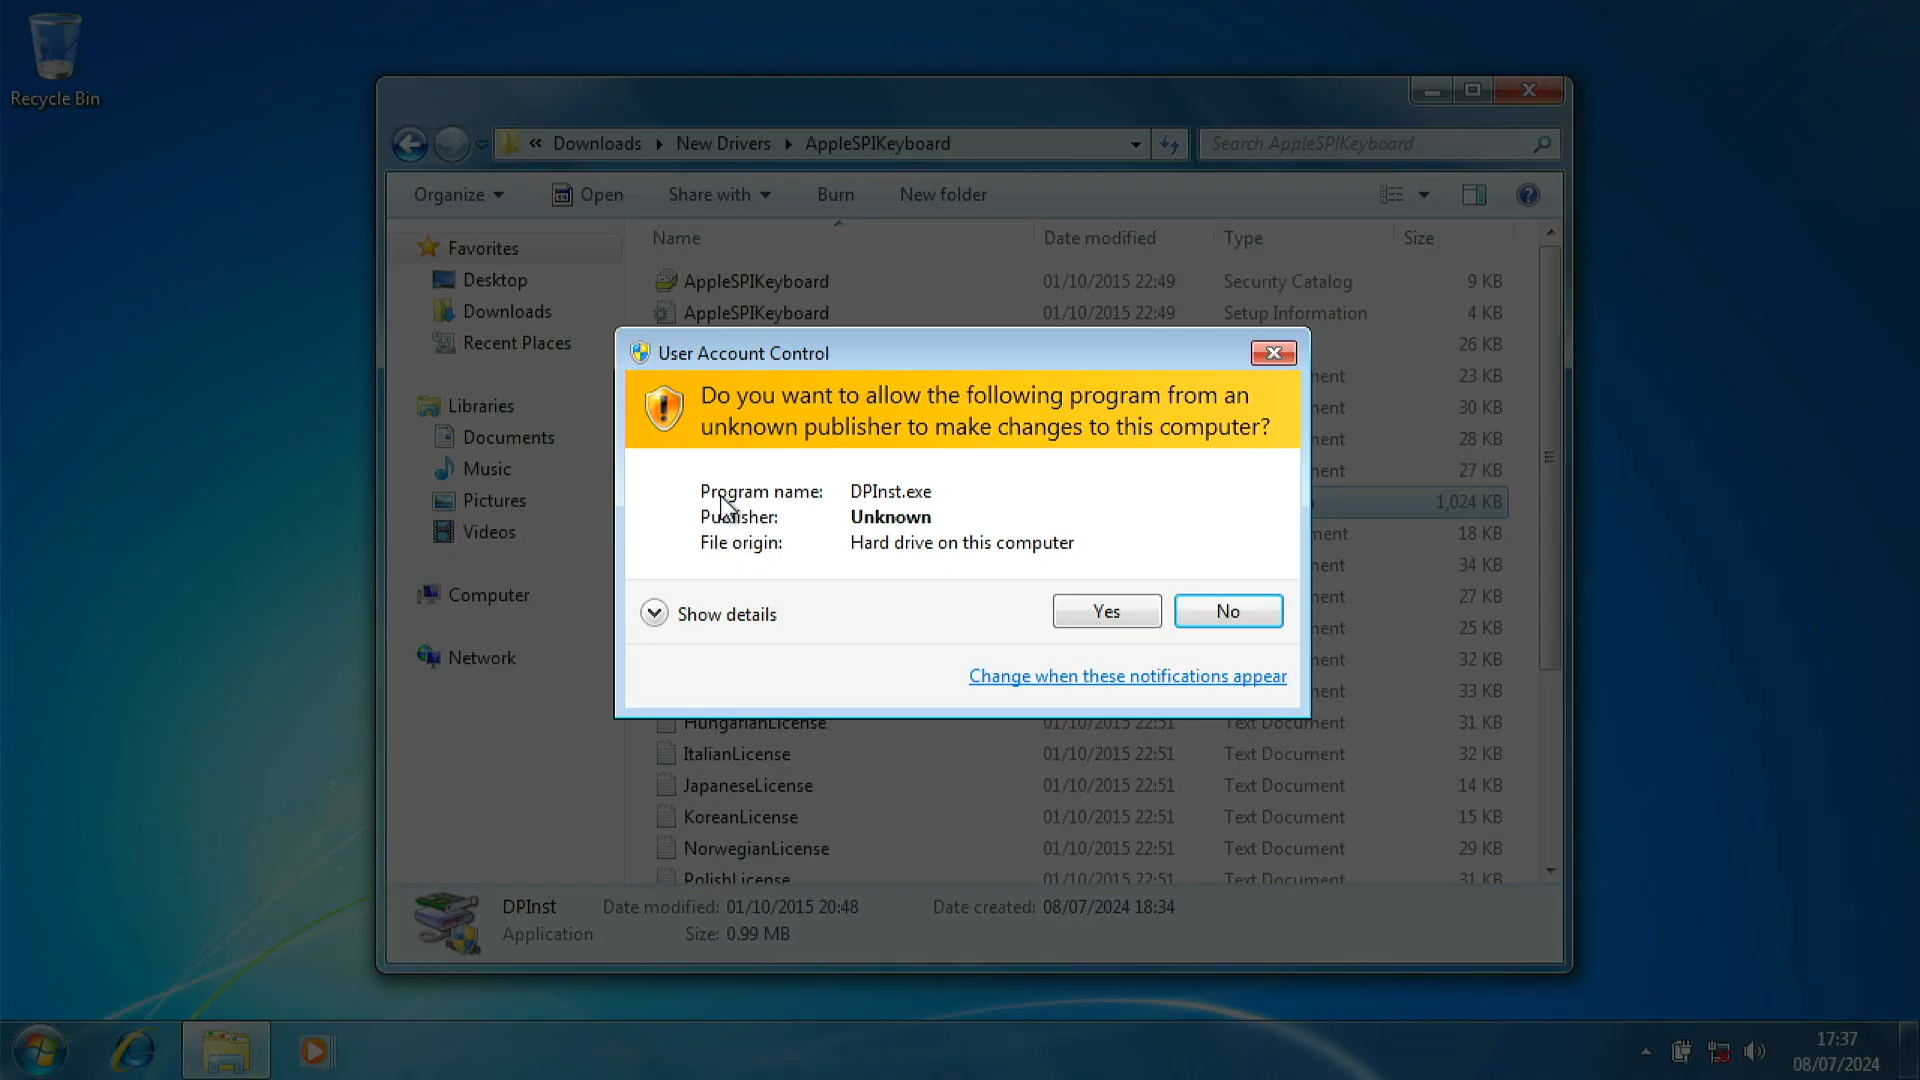 Recycle Bin
« Downloads New Drivers AppleSPIKeyboard
Search AppleSPIKeyboard
Organize Open Share with Burn New folder
Name Date modified Type Size
Favorites
Desktop
Downloads
Recent Places
Libraries
Documents
Music
Pictures
Videos
Computer
Network
AppleSPIKeyboard 01/10/2015 22:49 Security Catalog 9 KB
AppleSPIKeyboard 01/10/2015 22:49 Setup Information 4 KB
26 KB
23 KB
30 KB
28 KB
27 KB
1,024 KB
18 KB
34 KB
27 KB
25 KB
32 KB
33 KB
User Account Control
Do you want to allow the following program from an
unknown publisher to make changes to this computer?
Program name: DPInst.exe
Publisher: Unknown
File origin: Hard drive on this computer
Show details
Yes
No
Change when these notifications appear
HungarianLicense 01/10/2015 22:51 Text Document 31 KB
ItalianLicense 01/10/2015 22:51 Text Document 32 KB
JapaneseLicense 01/10/2015 22:51 Text Document 14 KB
KoreanLicense 01/10/2015 22:51 Text Document 15 KB
NorwegianLicense 01/10/2015 22:51 Text Document 29 KB
PolishLicense 01/10/2015 22:51 Text Document 31 KB
DPInst Date modified: 01/10/2015 20:48 Date created: 08/07/2024 18:34
Application Size: 0.99 MB
17:37
08/07/2024